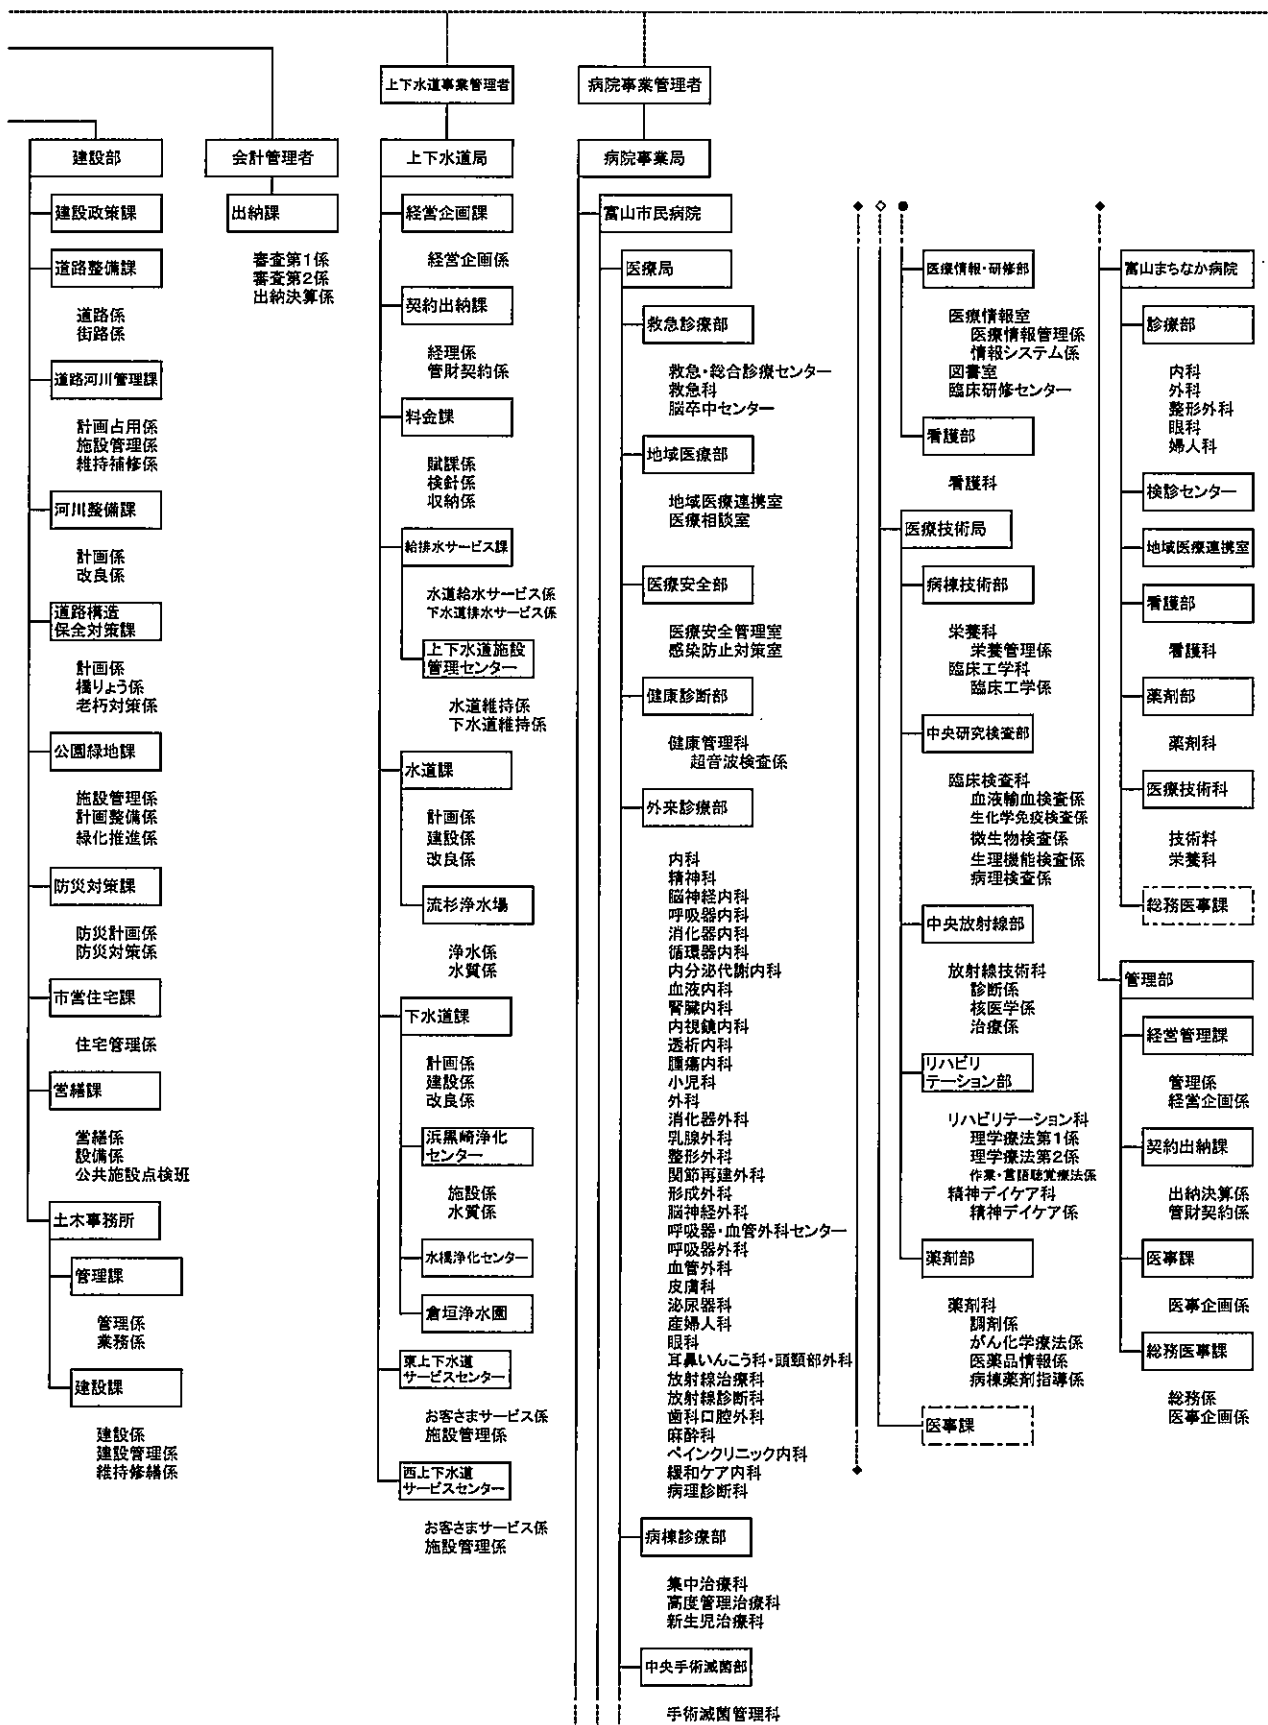 建設部
建設政策課
道路整備課
道路係
街路係
道路河川管理課
計画占用係
施設管理係
維持補修係
河川整備課
計画係
改良係
道路構造
保全対策課
計画係
橋りょう係
老朽対策係
公園緑地課
施設管理係
計画整備係
緑化推進係
防災対策課
防災計画係
防災対策係
市営住宅課
住宅管理係
営繕課
営繕係
設備係
公共施設点検班
土木事務所
管理課
管理係
業務係
建設課
建設係
建設管理係
維持修繕係
会計管理者
出納課
審査第1係
審査第2係
出納決算係
上下水道事業管理者
上下水道局
経営企画課
経営企画係
契約出納課
経理係
管財契約係
料金課
賦課係
検針係
収納係
給排水サービス課
水道給水サービス係
下水道排水サービス係
上下水道施設
管理センター
水道維持係
下水道維持係
水道課
計画係
建設係
改良係
流杉浄水場
浄水係
水質係
下水道課
計画係
建設係
改良係
浜黒崎浄化
センター
施設係
水質係
水橋浄化センター
倉垣浄水園
東上下水道
サービスセンター
お客さまサービス係
施設管理係
西上下水道
サービスセンター
お客さまサービス係
施設管理係
病院事業管理者
病院事業局
富山市民病院
医療局
救急診療部
救急・総合診療センター
救急科
脳卒中センター
地域医療部
地域医療連携室
医療相談室
医療安全部
医療安全管理室
感染防止対策室
健康診断部
健康管理科
超音波検査係
外来診療部
内科
精神科
脳神経内科
呼吸器内科
消化器内科
循環器内科
内分泌代謝内科
血液内科
腎臓内科
内視鏡内科
透析内科
腫瘍内科
小児科
外科
消化器外科
乳腺外科
整形外科
関節再建外科
形成外科
脳神経外科
呼吸器・血管外科センター
呼吸器外科
血管外科
皮膚科
泌尿器科
産婦人科
眼科
耳鼻いんこう科・頭頸部外科
放射線治療科
放射線診断科
歯科口腔外科
麻酔科
ペインクリニック内科
緩和ケア内科
病理診断科
病棟診療部
集中治療科
高度管理治療科
新生児治療科
中央手術滅菌部
手術滅菌管理科
医療情報・研修部
医療情報室
医療情報管理係
情報システム係
図書室
臨床研修センター
看護部
看護科
医療技術局
病棟技術部
栄養科
栄養管理係
臨床工学科
臨床工学係
中央研究検査部
臨床検査科
血液輸血検査係
生化学免疫検査係
微生物検査係
生理機能検査係
病理検査係
中央放射線部
放射線技術科
診断係
核医学係
治療係
リハビリ
テーション部
リハビリテーション科
理学療法第1係
理学療法第2係
作業・言語聴覚療法係
精神デイケア科
精神デイケア係
薬剤部
薬剤科
調剤係
がん化学療法係
医薬品情報係
病棟薬剤指導係
医事課
富山まちなか病院
診療部
内科
外科
整形外科
眼科
婦人科
検診センター
地域医療連携室
看護部
看護科
薬剤部
薬剤科
医療技術科
技術料
栄養科
総務医事課
管理部
経営管理課
管理係
経営企画係
契約出納課
出納決算係
管財契約係
医事課
医事企画係
総務医事課
総務係
医事企画係